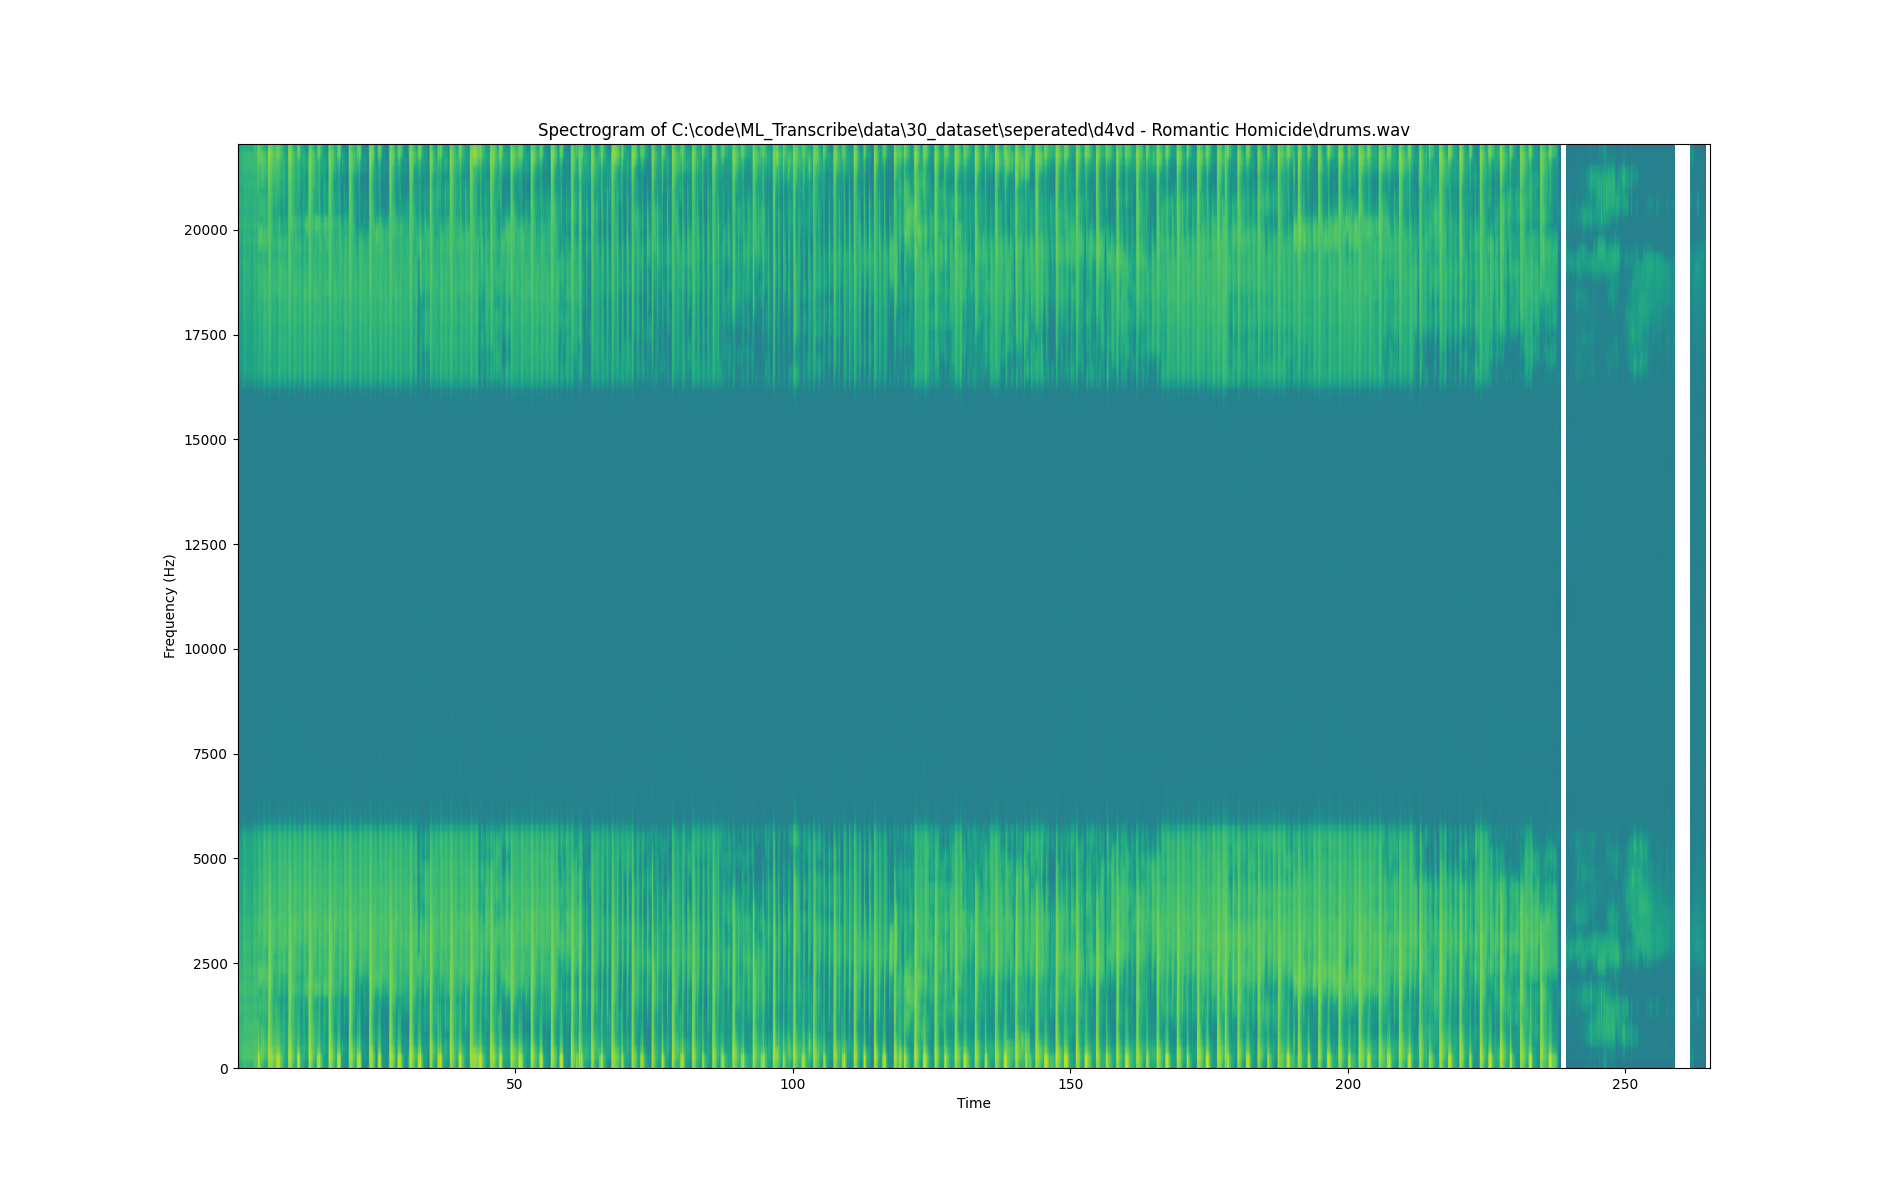 Spectrogram of C:\code\ML_Transcribe\data\30_dataset\seperated\d4vd - Romantic Homicide\drums.wav
Frequency (Hz)
20000
17500
15000
12500
10000
7500
5000
2500
0
50 100 150 200 250
Time